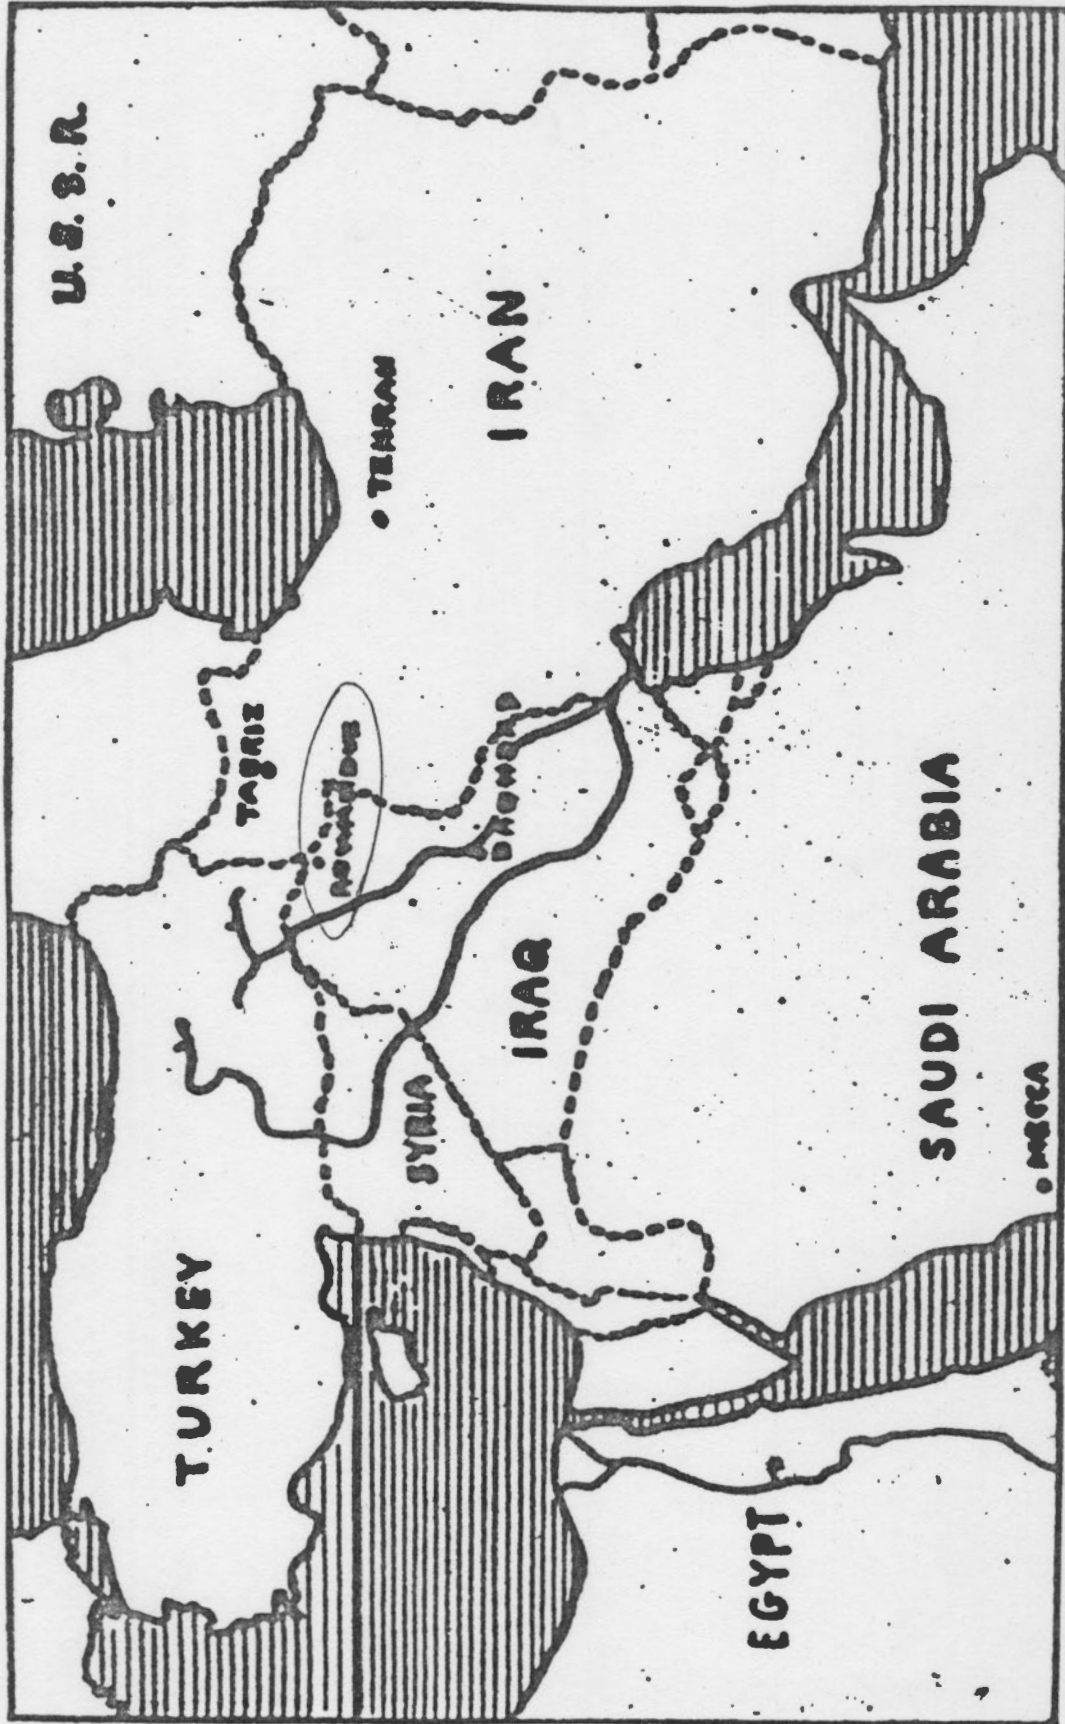 U.S.S.R.
TURKEY
TABRIZ
TEHRAN
SYRIA
BAGHDAD
IRAN
IRAQ
EGYPT
SAUDI ARABIA
MECCA